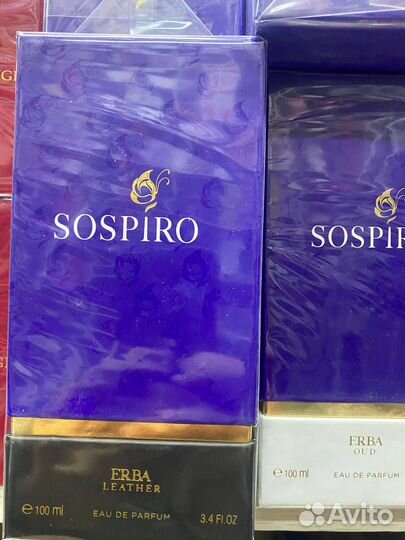 SOSPIRO
ERBA
LEATHER
℮ 100 ml EAU DE PARFUM 3.4 FL.OZ
SOSPIR
ERBA
OUD
℮ 100 ml EAU DE PARFUM
Avito